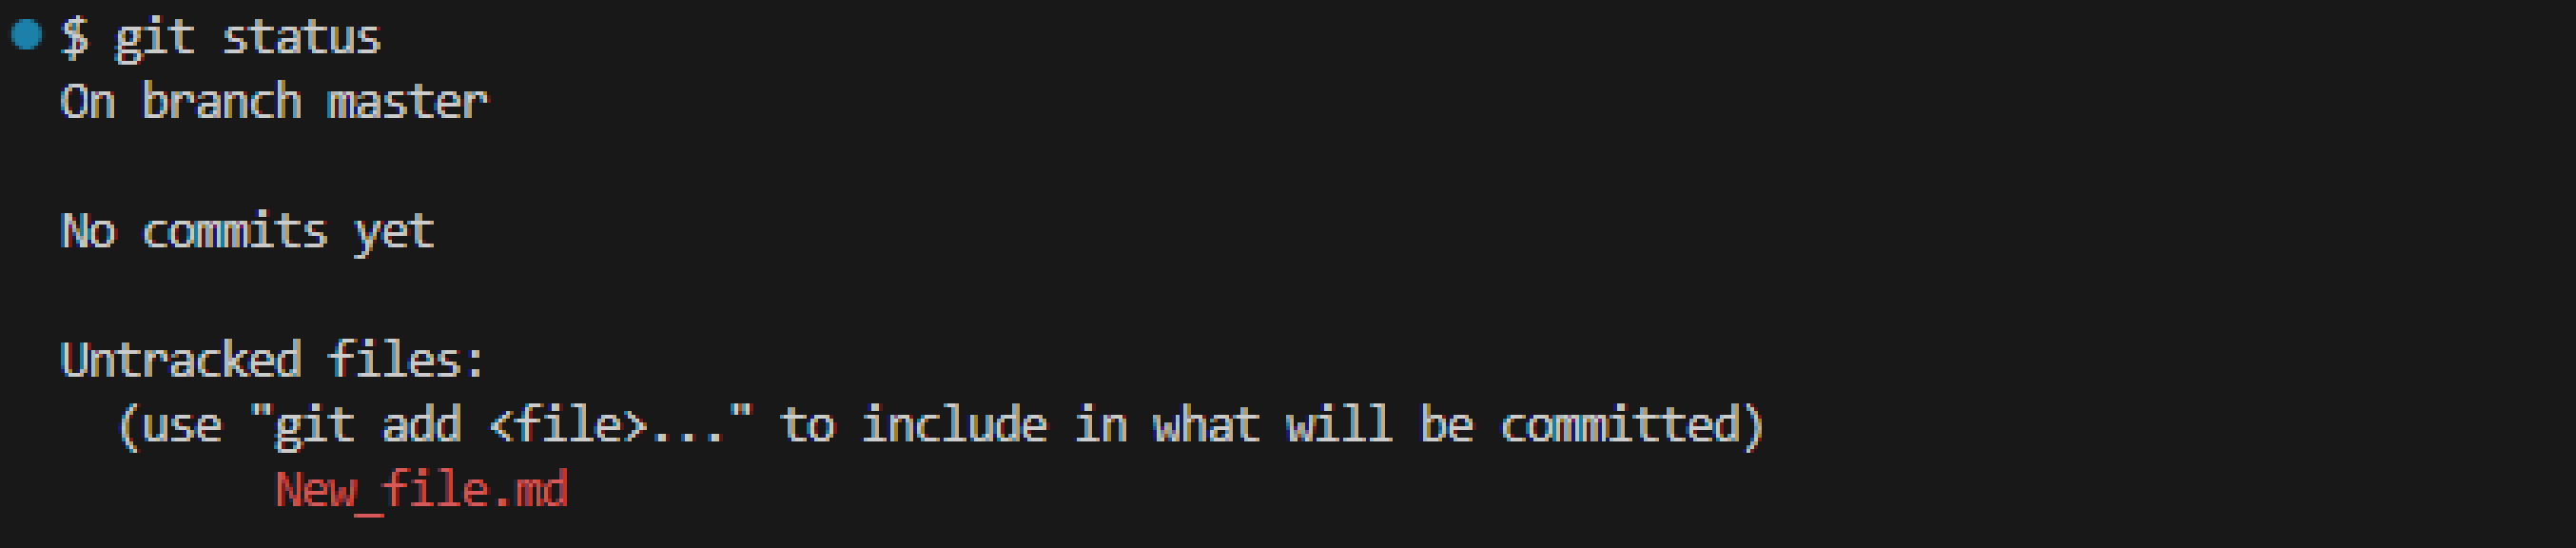 $ git status
On branch master
No commits yet
Untracked files:
(use "git add <file>..." to include in what will be committed)
New_file.md